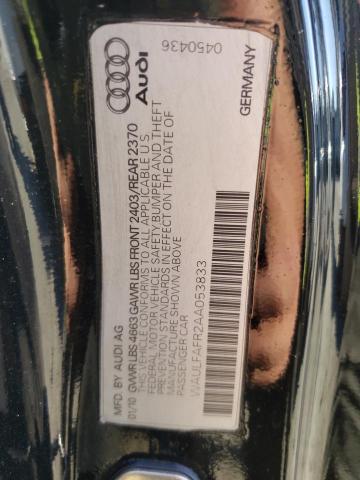 Audi
0450436
GERMANY
MFD. BY AUDI AG
01/10 GVWR LBS 4663 GAWR LBS FRONT 2403/REAR 2370
THIS VEHICLE CONFORMS TO ALL APPLICABLE U S
FEDERAL MOTOR VEHICLE SAFETY, BUMPER AND THEFT
PREVENTION STANDARDS IN EFFECT ON THE DATE OF
MANUFACTURE SHOWN ABOVE
PASSENGER CAR
WAULFAFR2AA053833